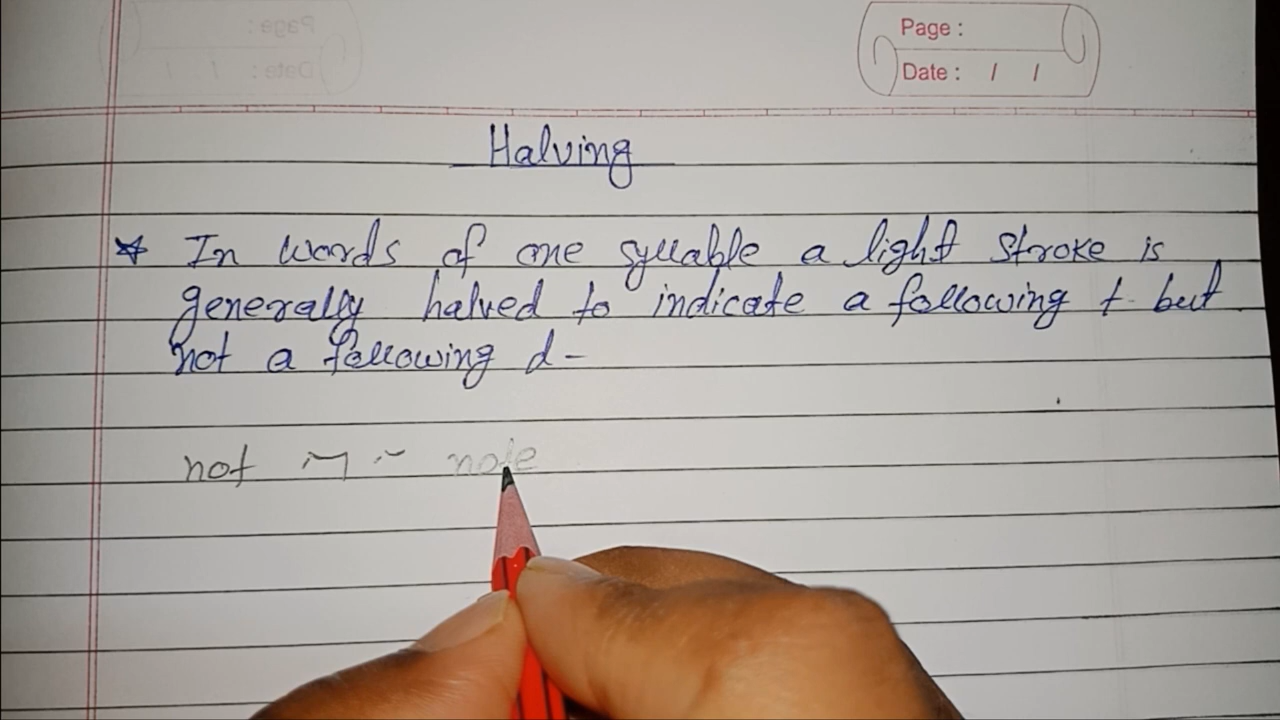 Page :
Date : / /
Halving
☆ In words of one syllable a light stroke is
generally halved to indicate a following t but
not a following d -
not note